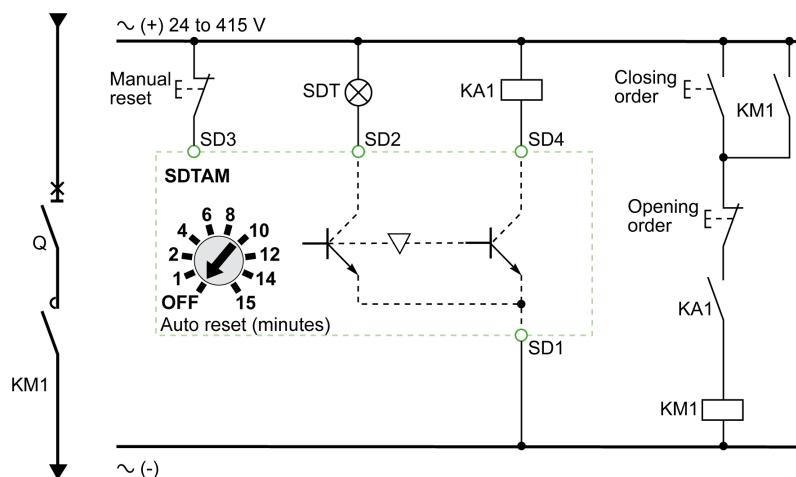 ∼ (+) 24 to 415 V
Manual
reset
SDT
KA1
Closing
order
KM1
SD3
SD2
SD4
SDTAM
6 8
4 10
2 12
1 14
OFF 15
Auto reset (minutes)
Q
Opening
order
KA1
SD1
KM1
KM1
∼ (-)